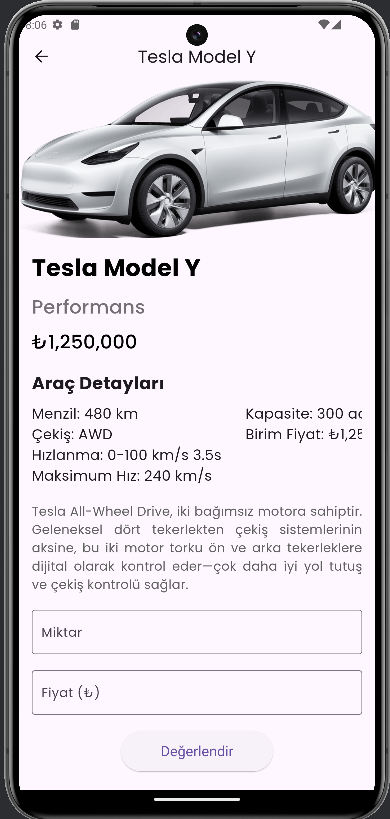 3:06
Tesla Model Y
Tesla Model Y
Performans
₺1,250,000
Araç Detayları
Menzil: 480 km
Kapasite: 300 ad
Çekiş: AWD
Birim Fiyat: ₺1,25
Hızlanma: 0-100 km/s 3.5s
Maksimum Hız: 240 km/s
Tesla All-Wheel Drive, iki bağımsız motora sahiptir.
Geleneksel dört tekerlekten çekiş sistemlerinin
aksine, bu iki motor torku ön ve arka tekerleklere
dijital olarak kontrol eder—çok daha iyi yol tutuş
ve çekiş kontrolü sağlar.
Miktar
Fiyat (₺)
Değerlendir